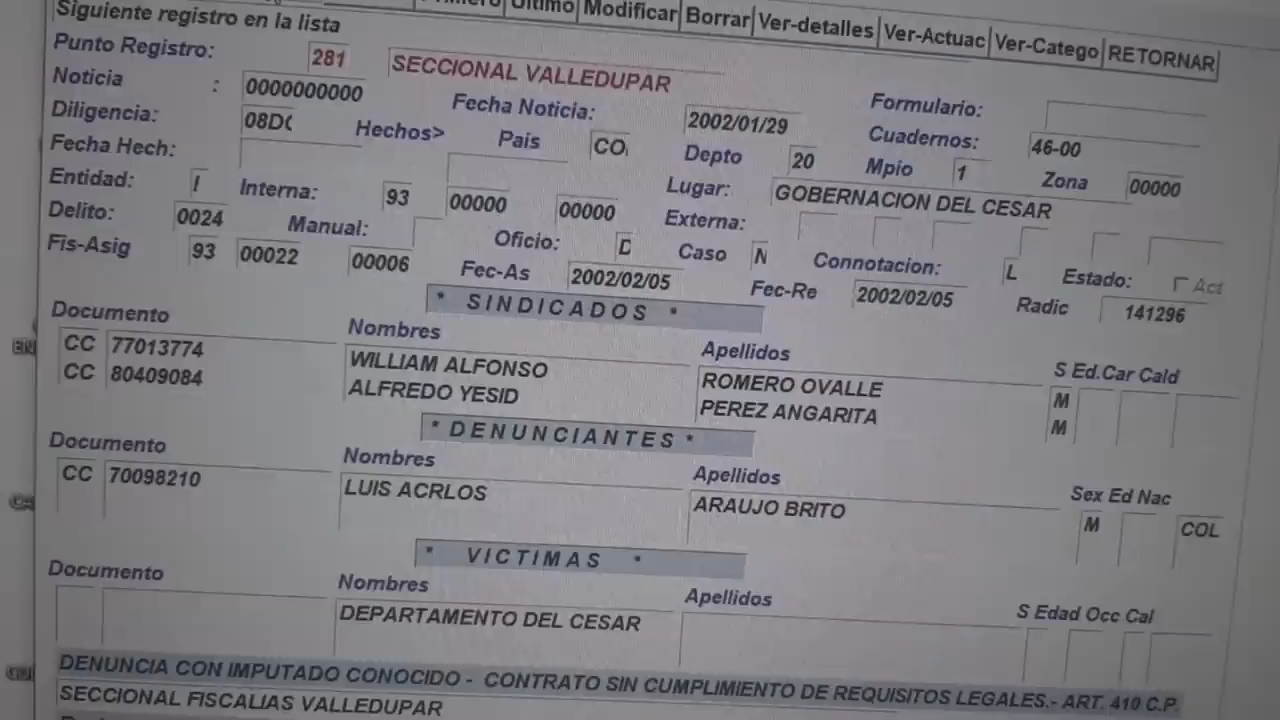 Ultimo Modificar Borrar Ver-detalles Ver-Actuac Ver-Catego RETORNAR
Siguiente registro en la lista
Punto Registro: 281 SECCIONAL VALLEDUPAR
Noticia : 0000000000 Fecha Noticia: 2002/01/29 Formulario:
Diligencia: 08D Hechos> Pais CO Depto 20 Cuadernos: 46-00
Fecha Hech: Mpio 1 Zona 00000
Entidad: Interna: 93 00000 00000 Lugar: GOBERNACION DEL CESAR
Delito: 0024 Manual: Oficio: D Externa:
Fis-Asig 93 00022 00006 Caso N Connotacion: L Estado: Act
Fec-As 2002/02/05 Fec-Re 2002/02/05 Radic 141296
* SINDICADOS *
Documento Nombres Apellidos S Ed.Car Cald
CC 77013774 WILLIAM ALFONSO ROMERO OVALLE M
CC 80409084 ALFREDO YESID PEREZ ANGARITA M
* DENUNCIANTES *
Documento Nombres Apellidos Sex Ed Nac
CC 70098210 LUIS ACRLOS ARAUJO BRITO M COL
* VICTIMAS *
Documento Nombres Apellidos S Edad Occ Cal
DEPARTAMENTO DEL CESAR
DENUNCIA CON IMPUTADO CONOCIDO - CONTRATO SIN CUMPLIMIENTO DE REQUISITOS LEGALES.- ART. 410 C.P.
SECCIONAL FISCALIAS VALLEDUPAR